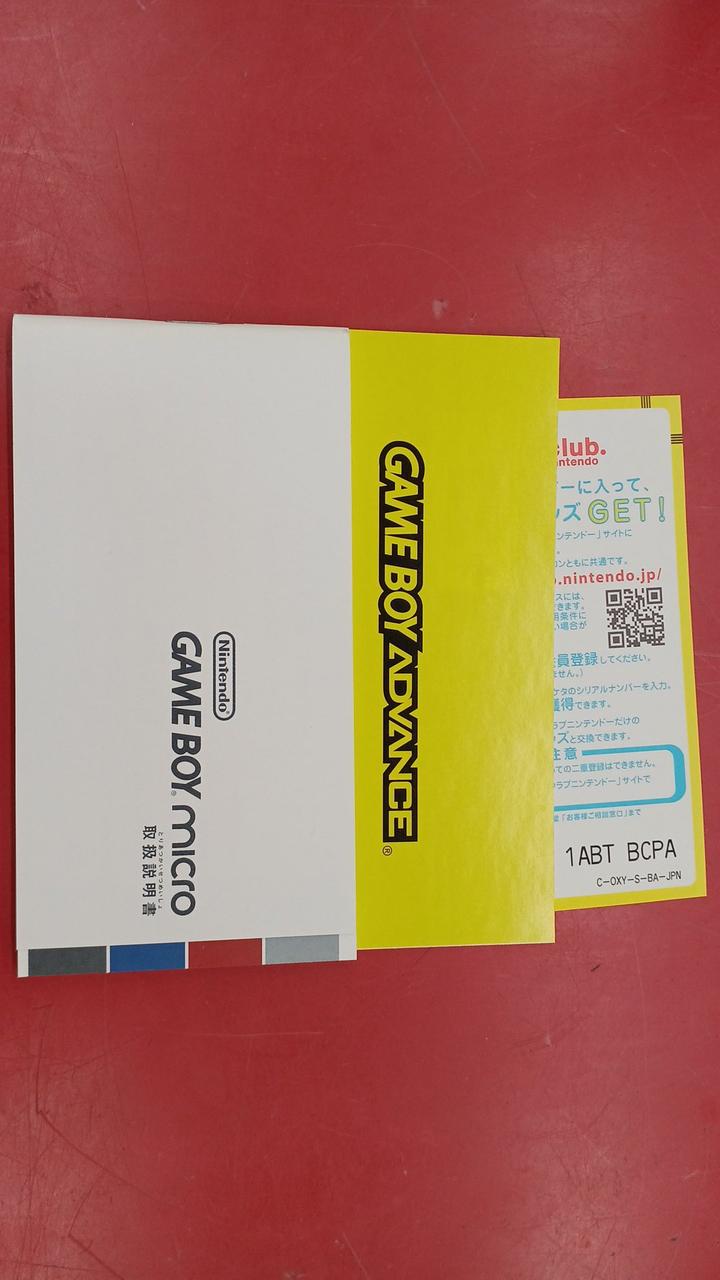 Nintendo®
GAME BOY® micro
とりあつかいせつめいしょ
取扱説明書
GAME BOY ADVANCE®
club.
ntendo
ーに入って、
ズGET!
ンテンドー」サイトに
ンともに共通です。
.nintendo.jp/
スには、
きます。
用条件に
い場合が
員登録してください。
ません。)
ケタのシリアルナンバーを入力。
獲得できます。
ラブニンテンドーだけの
ズと交換できます。
注意
ての二重登録はできません。
ラブニンテンドー」サイトで
「お客様ご相談窓口」まで
1ABT BCPA
C-OXY-S-BA-JPN